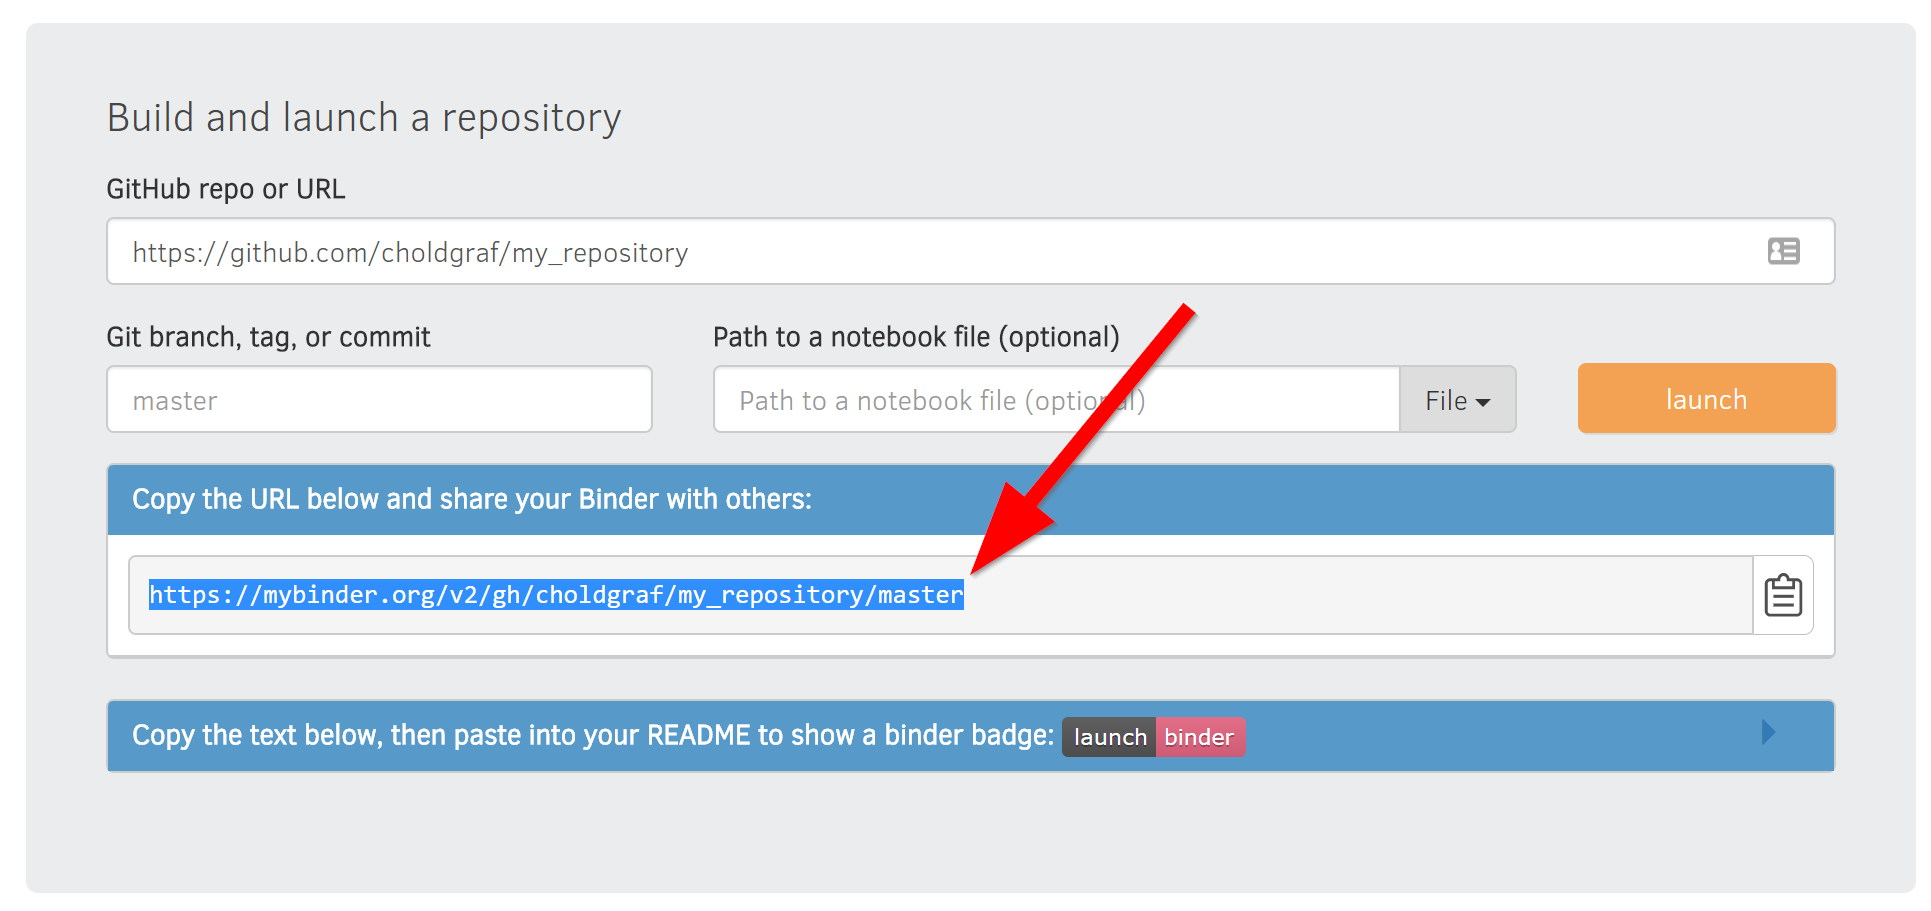 Build and launch a repository
GitHub repo or URL
https://github.com/choldgraf/my_repository
Git branch, tag, or commit
Path to a notebook file (optional)
master
Path to a notebook file (optional)
File
launch
Copy the URL below and share your Binder with others:
https://mybinder.org/v2/gh/choldgraf/my_repository/master
Copy the text below, then paste into your README to show a binder badge: launch binder